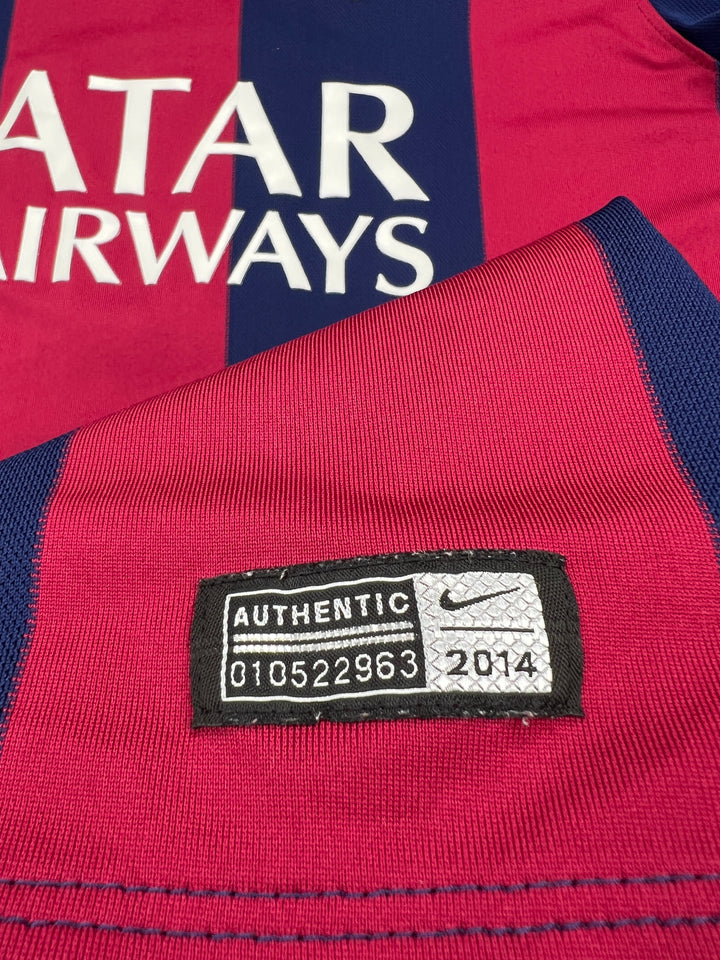 ATAR
AIRWAYS
AUTHENTIC
010522963
2014